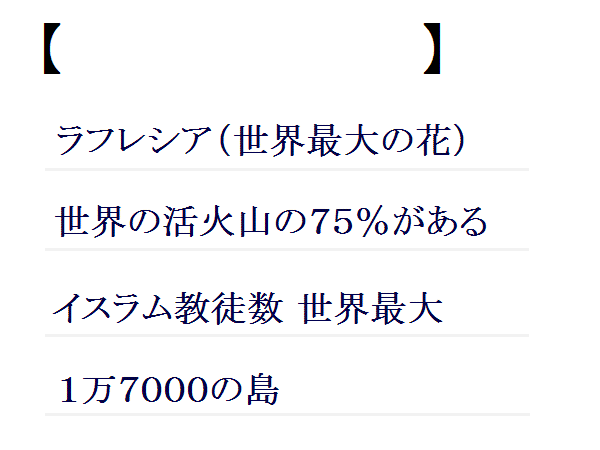 【 】
ラフレシア（世界最大の花）
世界の活火山の75％がある
イスラム教徒数 世界最大
1万7000の島